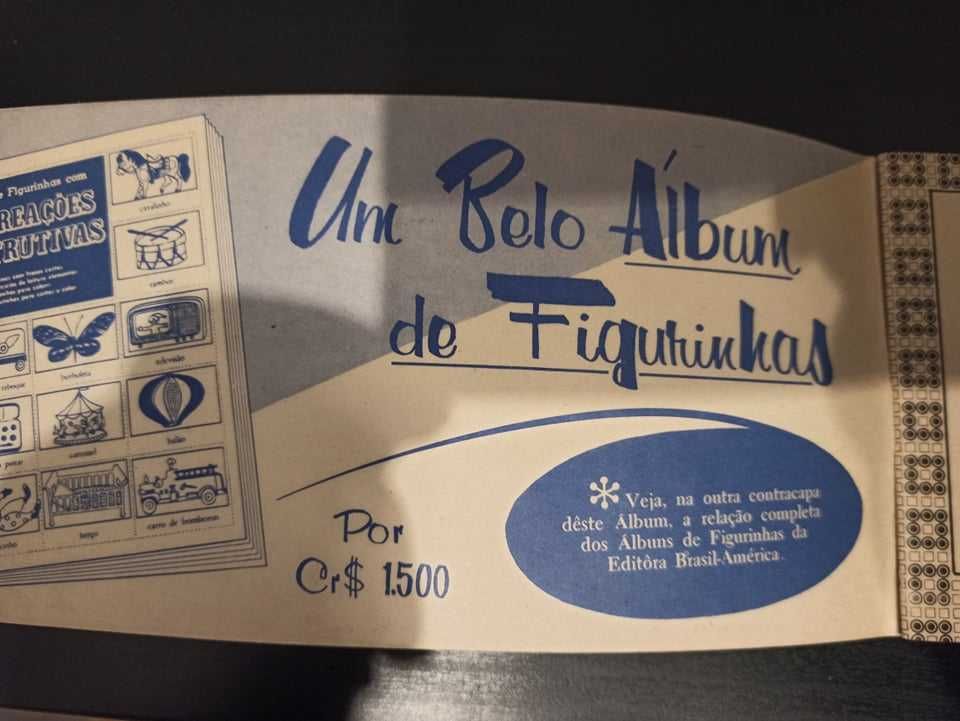 e Figurinhas com
REAÇÕES
RUTIVAS
cavalinho
tambor
televisão
reboque
borboleta
balão
carrossel
berço
carro de bombeiros
Um Belo Álbum
de Figurinhas
Por
Cr$ 1.500
* Veja, na outra contracapa
dêste Álbum, a relação completa
dos Álbuns de Figurinhas da
Editôra Brasil-América.